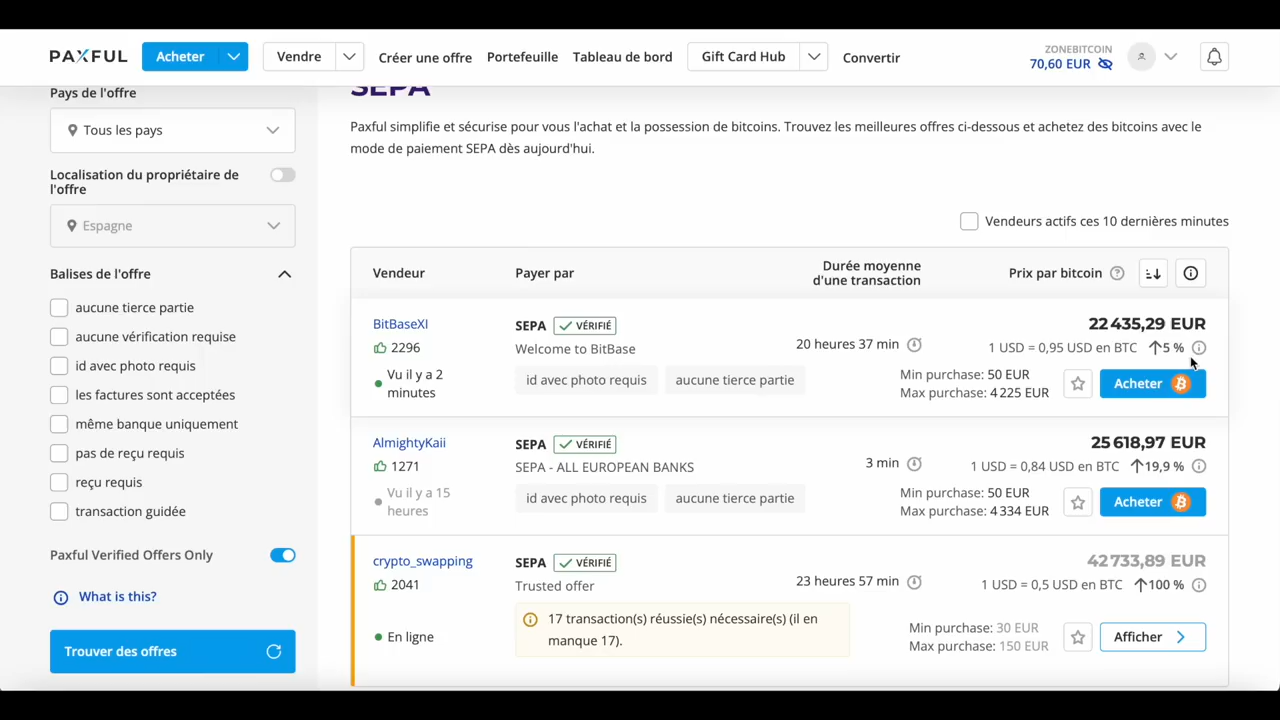 PAXFUL
Acheter
Vendre
Créer une offre
Portefeuille
Tableau de bord
Gift Card Hub
Convertir
ZONEBITCOIN
70,60 EUR
Pays de l'offre
Tous les pays
Localisation du propriétaire de
l'offre
Espagne
Balises de l'offre
aucune tierce partie
aucune vérification requise
id avec photo requis
les factures sont acceptées
même banque uniquement
pas de reçu requis
reçu requis
transaction guidée
Paxful Verified Offers Only
What is this?
Trouver des offres
SEPA
Paxful simplifie et sécurise pour vous l'achat et la possession de bitcoins. Trouvez les meilleures offres ci-dessous et achetez des bitcoins avec le
mode de paiement SEPA dès aujourd'hui.
Vendeurs actifs ces 10 dernières minutes
Vendeur
Payer par
Durée moyenne
d'une transaction
Prix par bitcoin
BitBaseXI
2296
Vu il y a 2
minutes
SEPA VÉRIFIÉ
Welcome to BitBase
id avec photo requis
aucune tierce partie
20 heures 37 min
22 435,29 EUR
1 USD = 0,95 USD en BTC ↑5 %
Min purchase: 50 EUR
Max purchase: 4 225 EUR
Acheter
AlmightyKaii
1271
Vu il y a 15
heures
SEPA VÉRIFIÉ
SEPA - ALL EUROPEAN BANKS
id avec photo requis
aucune tierce partie
3 min
25 618,97 EUR
1 USD = 0,84 USD en BTC ↑19,9 %
Min purchase: 50 EUR
Max purchase: 4 334 EUR
Acheter
crypto_swapping
2041
En ligne
SEPA VÉRIFIÉ
Trusted offer
17 transaction(s) réussie(s) nécessaire(s) (il en
manque 17).
23 heures 57 min
42 733,89 EUR
1 USD = 0,5 USD en BTC ↑100 %
Min purchase: 30 EUR
Max purchase: 150 EUR
Afficher